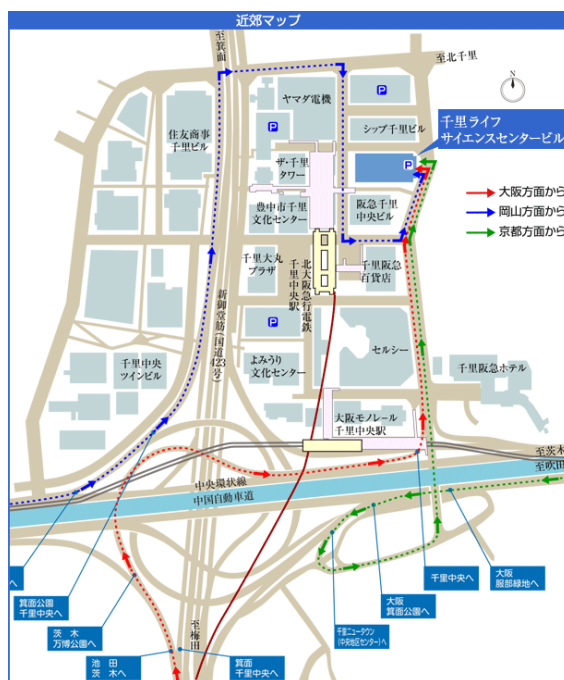 近郊マップ
至箕面
至北千里
N
ヤマダ電機
P
P
住友商事
千里ビル
シップ千里ビル
千里ライフ
サイエンスセンタービル
ザ・千里
タワー
P
豊中市千里
文化センター
阪急千里
中央ビル
大阪方面から
岡山方面から
京都方面から
千里大丸
プラザ
北大阪急行電鉄
千里中央駅
千里阪急
百貨店
新御堂筋(国道423号)
P
千里中央
ツインビル
よみうり
文化センター
セルシー
千里阪急ホテル
大阪モノレール
千里中央駅
至茨木
至吹田
中央環状線
中国自動車道
へ
箕面公園
千里中央へ
茨木
万博公園へ
池田
茨木へ
至梅田
箕面
千里中央へ
千里ニュータウン
(中央地区センター)へ
大阪
箕面公園へ
千里中央へ
大阪
服部緑地へ